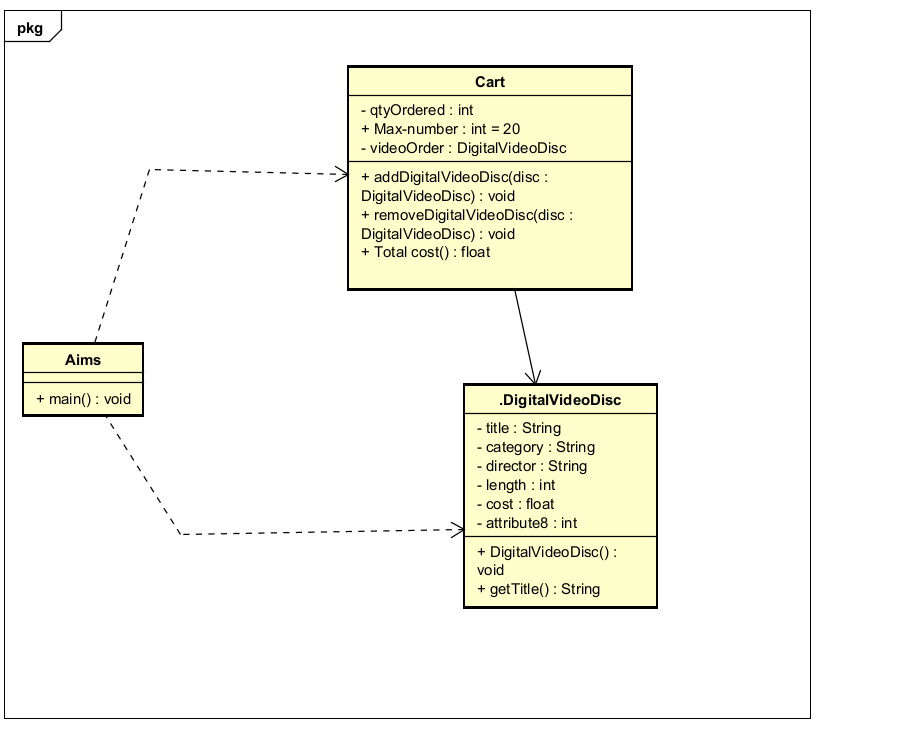 pkg
Cart
- qtyOrdered : int
+ Max-number : int = 20
- videoOrder : DigitalVideoDisc
+ addDigitalVideoDisc(disc :
DigitalVideoDisc) : void
+ removeDigitalVideoDisc(disc :
DigitalVideoDisc) : void
+ Total cost() : float
Aims
+ main() : void
.DigitalVideoDisc
- title : String
- category : String
- director : String
- length : int
- cost : float
- attribute8 : int
+ DigitalVideoDisc() :
void
+ getTitle() : String